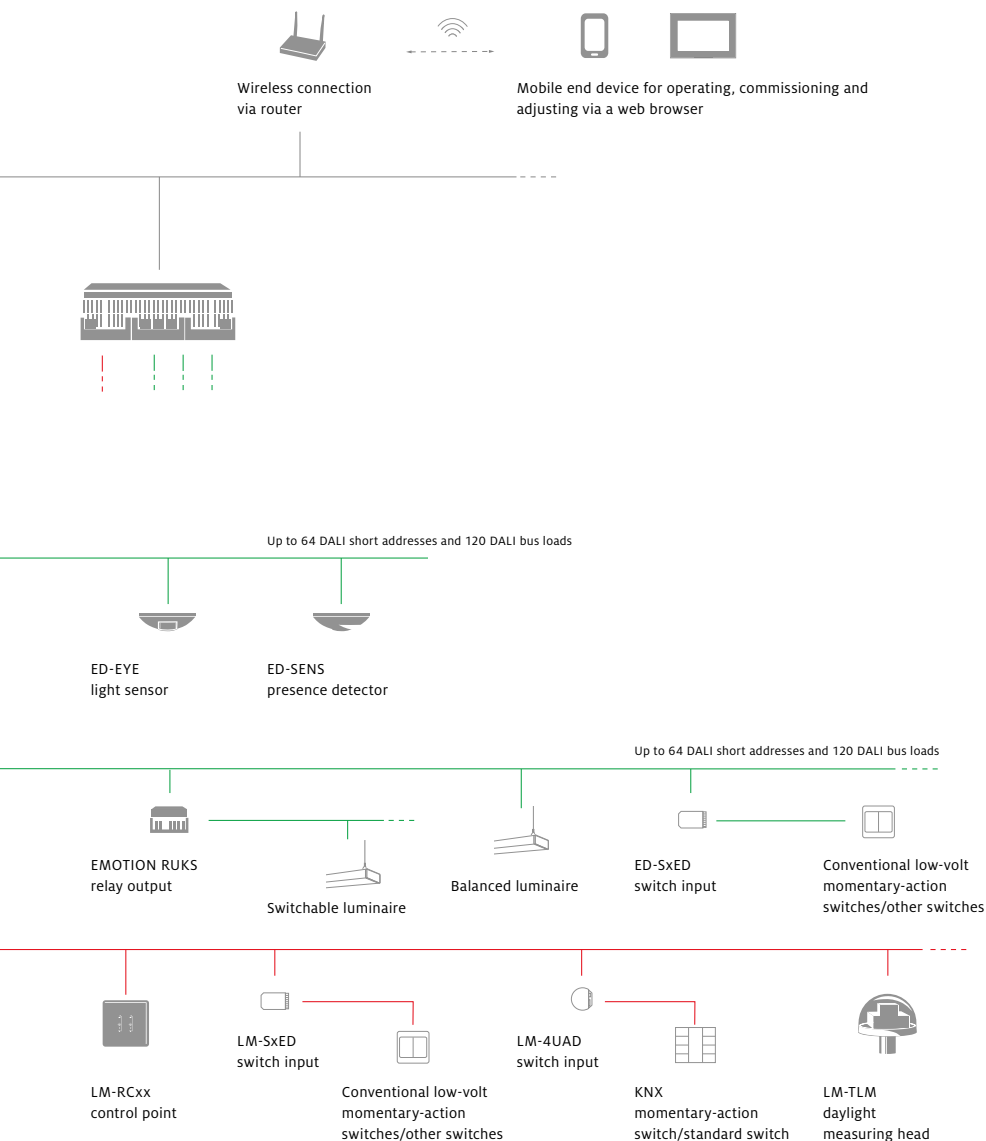 Wireless connection
via router
Mobile end device for operating, commissioning and
adjusting via a web browser
Up to 64 DALI short addresses and 120 DALI bus loads
ED-EYE
light sensor
ED-SENS
presence detector
Up to 64 DALI short addresses and 120 DALI bus loads
EMOTION RUKS
relay output
Switchable luminaire
Balanced luminaire
ED-SxED
switch input
Conventional low-volt
momentary-action
switches/other switches
LM-RCxx
control point
LM-SxED
switch input
Conventional low-volt
momentary-action
switches/other switches
LM-4UAD
switch input
KNX
momentary-action
switch/standard switch
LM-TLM
daylight
measuring head